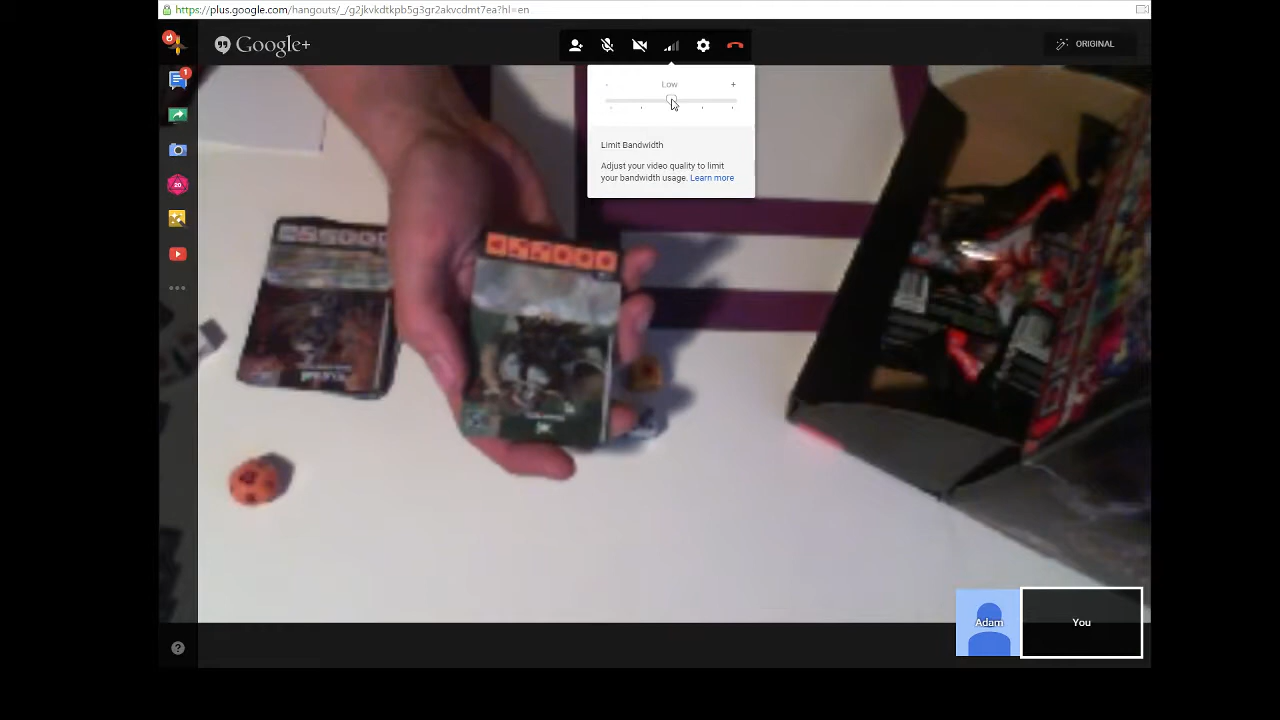 https://plus.google.com/hangouts/_/g2jkvkdtkpb5g3gr2akvcdmt7ea?hl=en
Google+
ORIGINAL
1
- Low +
Limit Bandwidth
Adjust your video quality to limit
your bandwidth usage. Learn more
20
Adam
You
?